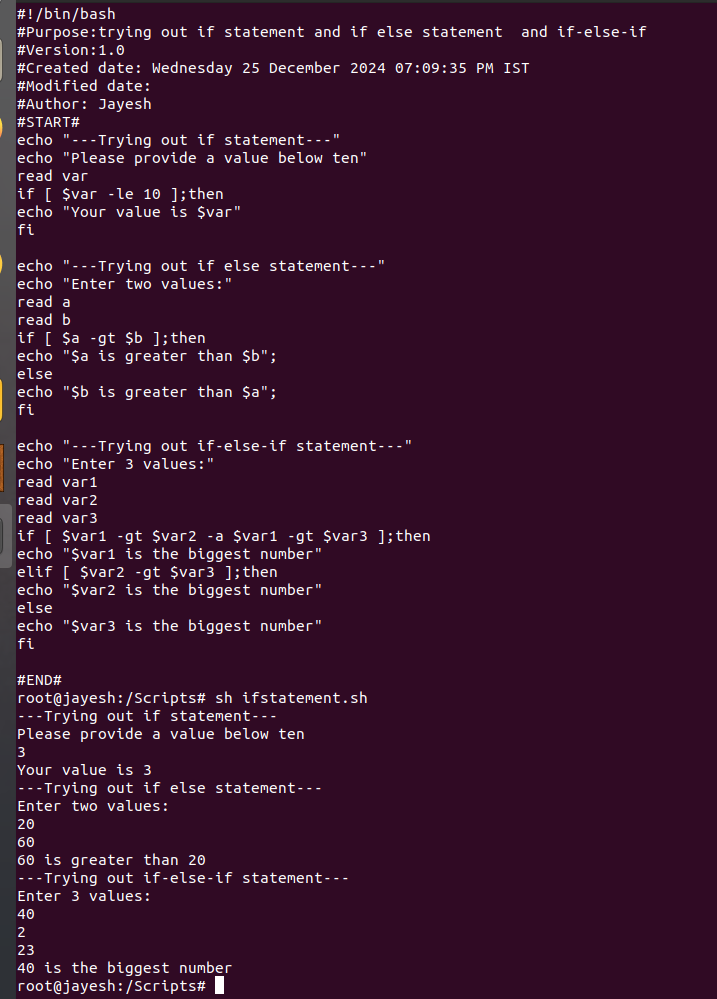 #!/bin/bash
#Purpose:trying out if statement and if else statement  and if-else-if
#Version:1.0
#Created date: Wednesday 25 December 2024 07:09:35 PM IST
#Modified date:
#Author: Jayesh
#START#
echo "---Trying out if statement---"
echo "Please provide a value below ten"
read var
if [ $var -le 10 ];then
echo "Your value is $var"
fi

echo "---Trying out if else statement---"
echo "Enter two values:"
read a
read b
if [ $a -gt $b ];then
echo "$a is greater than $b";
else
echo "$b is greater than $a";
fi

echo "---Trying out if-else-if statement---"
echo "Enter 3 values:"
read var1
read var2
read var3
if [ $var1 -gt $var2 -a $var1 -gt $var3 ];then
echo "$var1 is the biggest number"
elif [ $var2 -gt $var3 ];then
echo "$var2 is the biggest number"
else
echo "$var3 is the biggest number"
fi

#END#
root@jayesh:/Scripts# sh ifstatement.sh
---Trying out if statement---
Please provide a value below ten
3
Your value is 3
---Trying out if else statement---
Enter two values:
20
60
60 is greater than 20
---Trying out if-else-if statement---
Enter 3 values:
40
2
23
40 is the biggest number
root@jayesh:/Scripts#